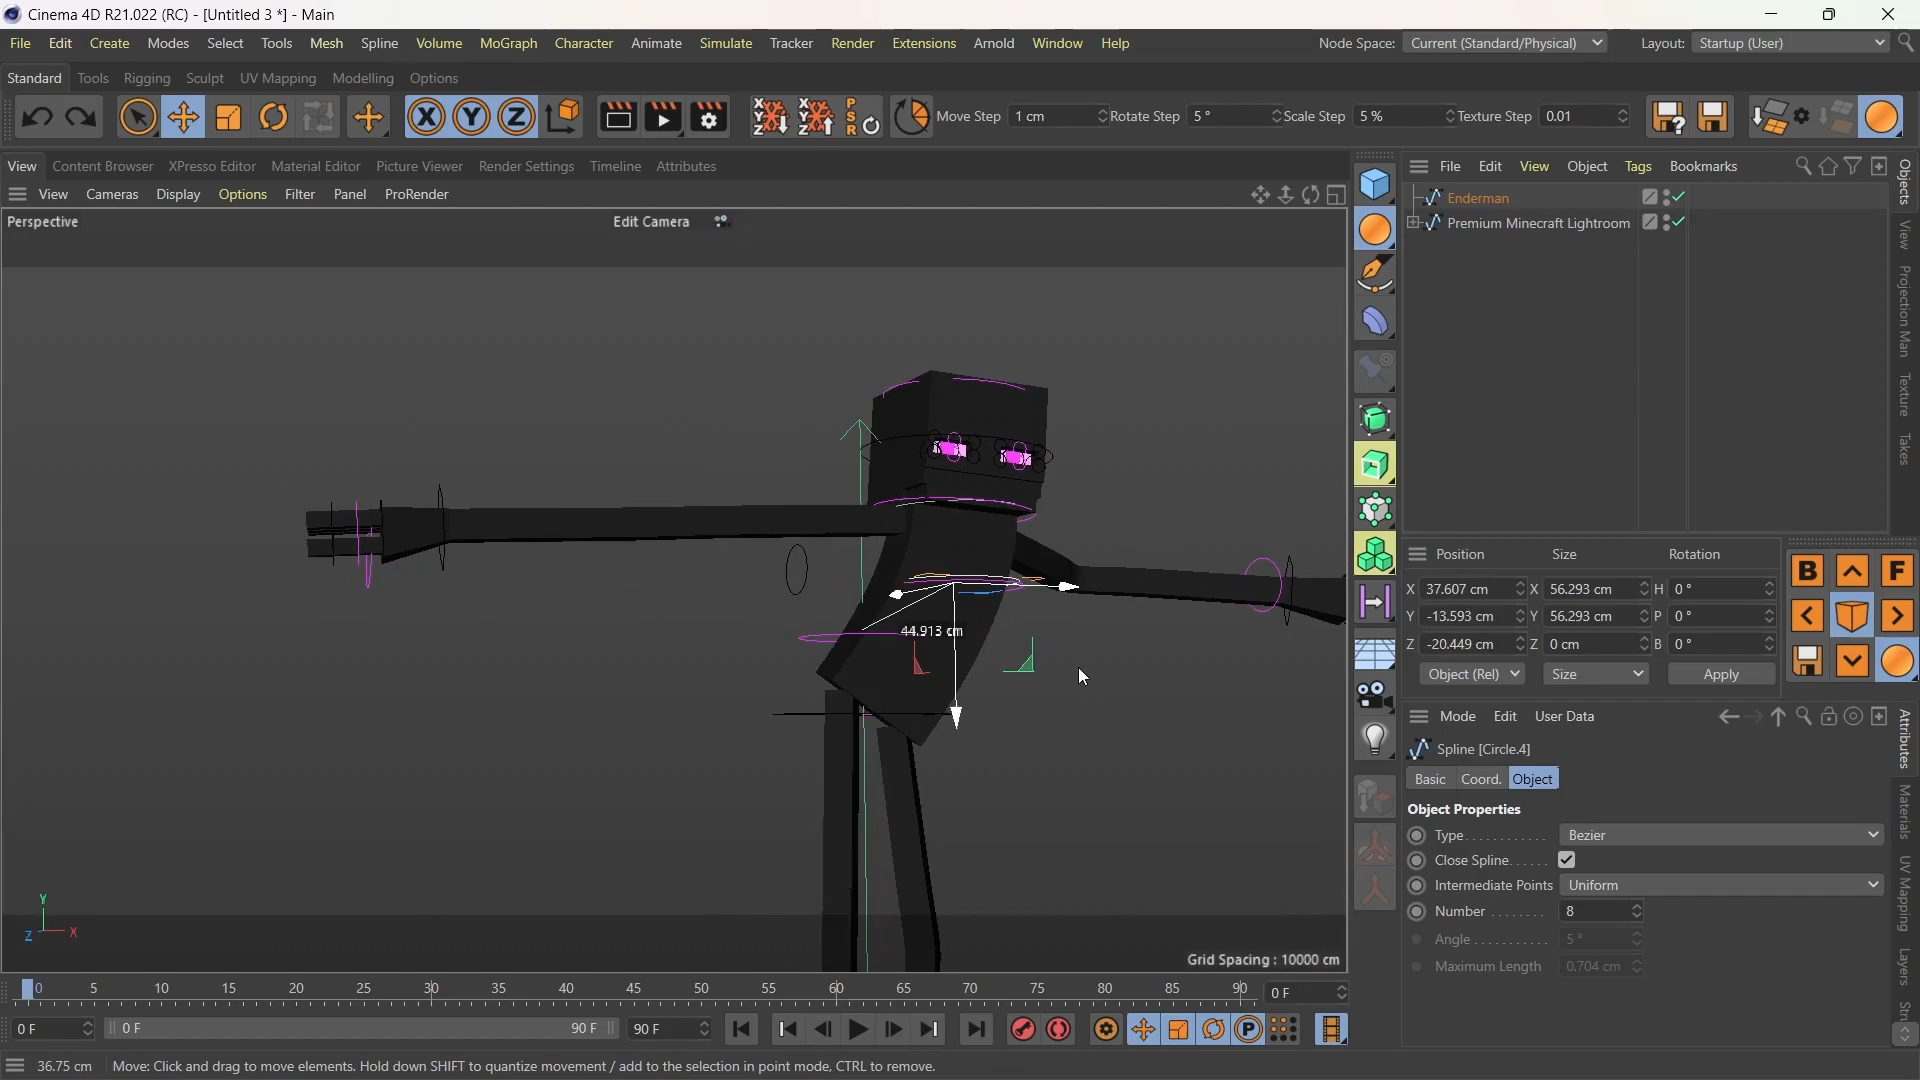 Cinema 4D R21.022 (RC) - [Untitled 3 *] - Main
File Edit Create Modes Select Tools Mesh Spline Volume MoGraph Character Animate Simulate Tracker Render Extensions Arnold Window Help Node Space: Current (Standard/Physical) Layout: Startup (User)
Standard Tools Rigging Sculpt UV Mapping Modelling Options
X Y Z Move Step 1 cm Rotate Step 5 ° Scale Step 5 % Texture Step 0.01
View Content Browser XPresso Editor Material Editor Picture Viewer Render Settings Timeline Attributes
View Cameras Display Options Filter Panel ProRender
Perspective Edit Camera
44.913 cm
Y
Z X
Grid Spacing : 10000 cm
File Edit View Object Tags Bookmarks
Enderman
Premium Minecraft Lightroom
Objects
View
Projection Man
Texture
Takes
Position Size Rotation
X 37.607 cm X 56.293 cm H 0 °
Y -13.593 cm Y 56.293 cm P 0 °
Z -20.449 cm Z 0 cm B 0 °
Object (Rel) Size Apply
B F
Mode Edit User Data
Spline [Circle.4]
Basic Coord. Object
Object Properties
Type Bezier
Close Spline
Intermediate Points Uniform
Number 8
Angle 5 °
Maximum Length 0.704 cm
Attributes
Materials
UV Mapping
Layers
Stru
0 5 10 15 20 25 30 35 40 45 50 55 60 65 70 75 80 85 90 0 F
0 F 0 F 90 F 90 F P
36.75 cm Move: Click and drag to move elements. Hold down SHIFT to quantize movement / add to the selection in point mode, CTRL to remove.